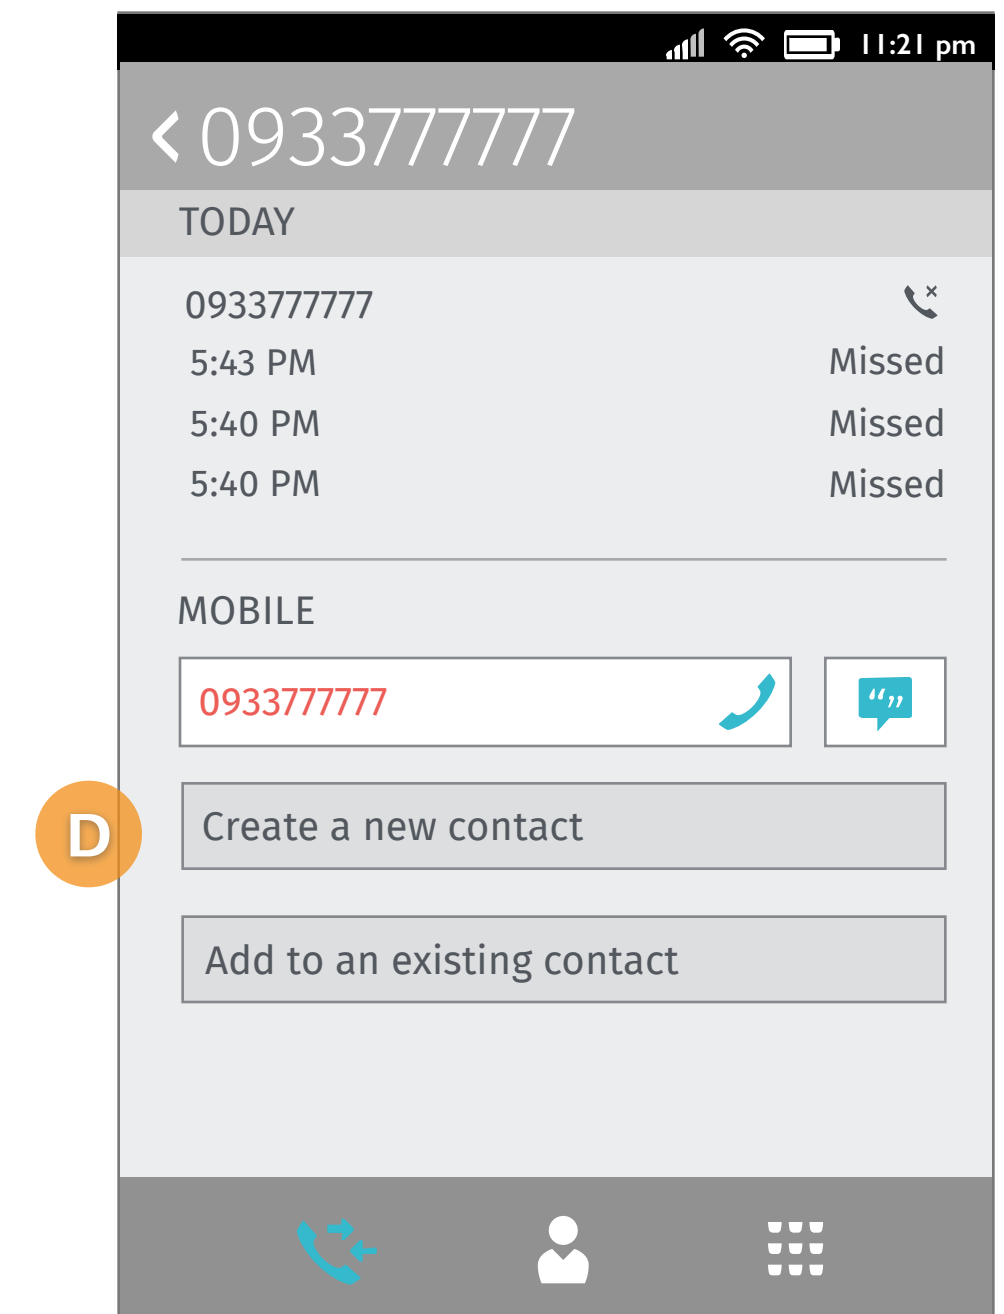 11:21 pm
0933777777
TODAY
0933777777
5:43 PM Missed
5:40 PM Missed
5:40 PM Missed
MOBILE
0933777777
D
Create a new contact
Add to an existing contact